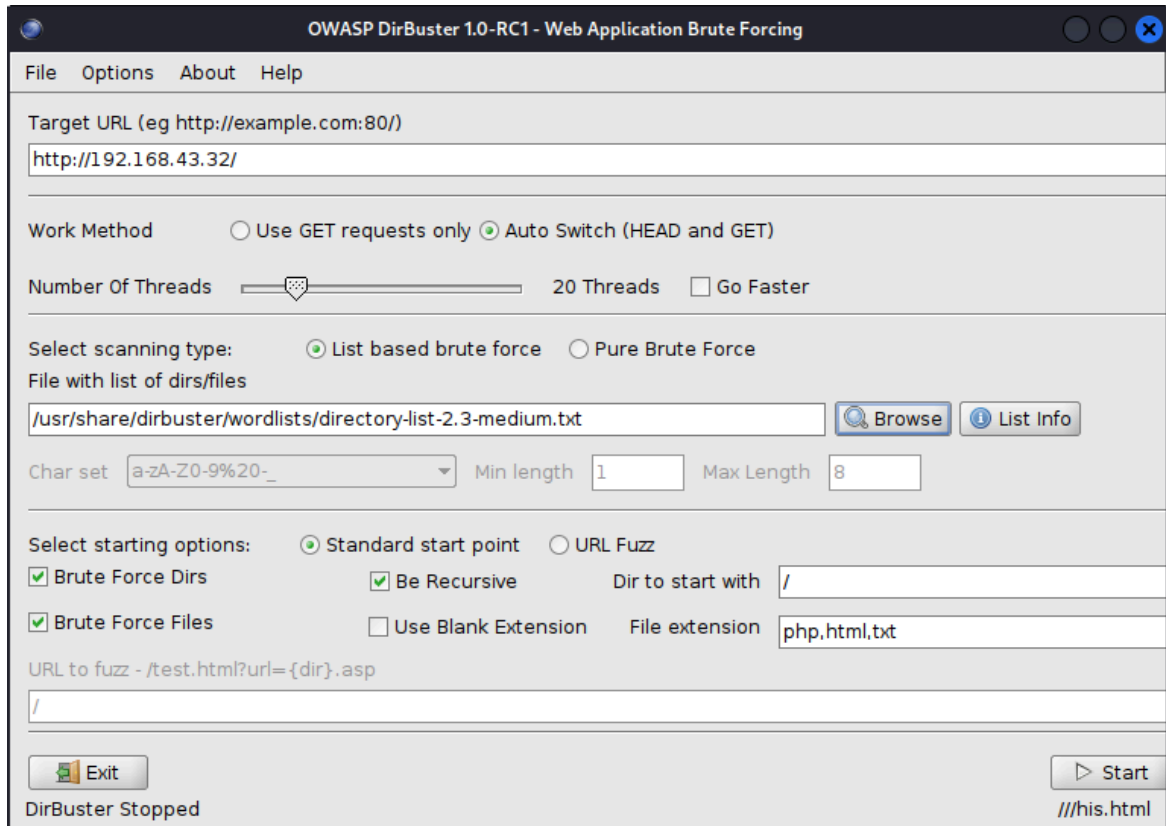 OWASP DirBuster 1.0-RC1 - Web Application Brute Forcing
File Options About Help
Target URL (eg http://example.com:80/)
http://192.168.43.32/
Work Method Use GET requests only Auto Switch (HEAD and GET)
Number Of Threads 20 Threads Go Faster
Select scanning type: List based brute force Pure Brute Force
File with list of dirs/files
/usr/share/dirbuster/wordlists/directory-list-2.3-medium.txt Browse List Info
Char set a-zA-Z0-9%20-_ Min length 1 Max Length 8
Select starting options: Standard start point URL Fuzz
Brute Force Dirs Be Recursive Dir to start with /
Brute Force Files Use Blank Extension File extension php,html,txt
URL to fuzz - /test.html?url={dir}.asp
/
Exit Start
DirBuster Stopped ///his.html